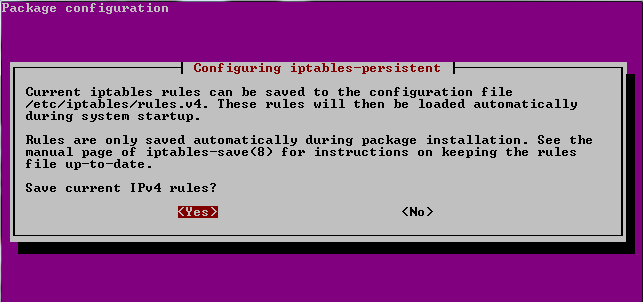 Package configuration
Configuring iptables-persistent
Current iptables rules can be saved to the configuration file
/etc/iptables/rules.v4. These rules will then be loaded automatically
during system startup.
Rules are only saved automatically during package installation. See the
manual page of iptables-save(8) for instructions on keeping the rules
file up-to-date.
Save current IPv4 rules?
<Yes> <No>